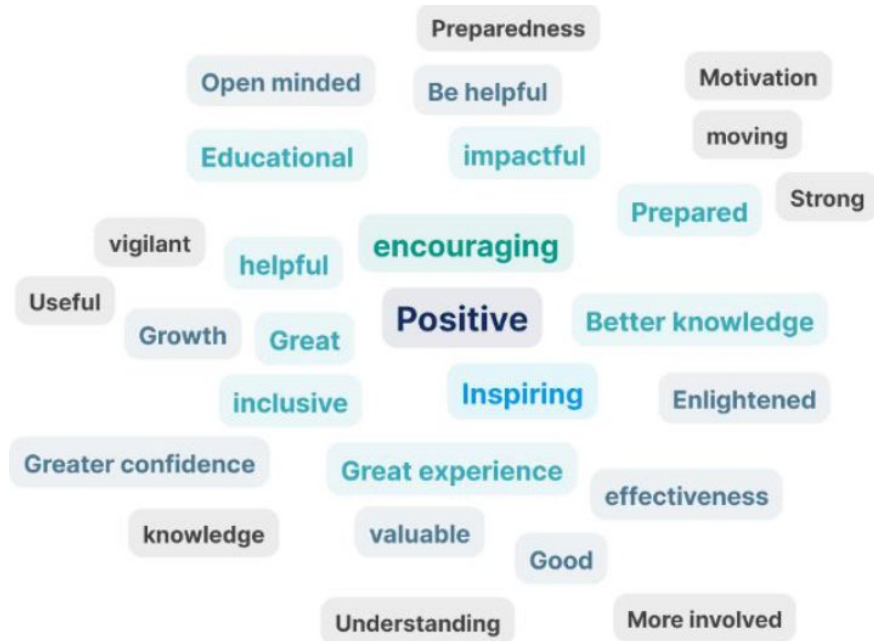 Preparedness
Open minded
Be helpful
Motivation
Educational
impactful
moving
Prepared
Strong
vigilant
helpful
encouraging
Useful
Growth
Great
Positive
Better knowledge
inclusive
Inspiring
Enlightened
Greater confidence
Great experience
effectiveness
knowledge
valuable
Good
Understanding
More involved